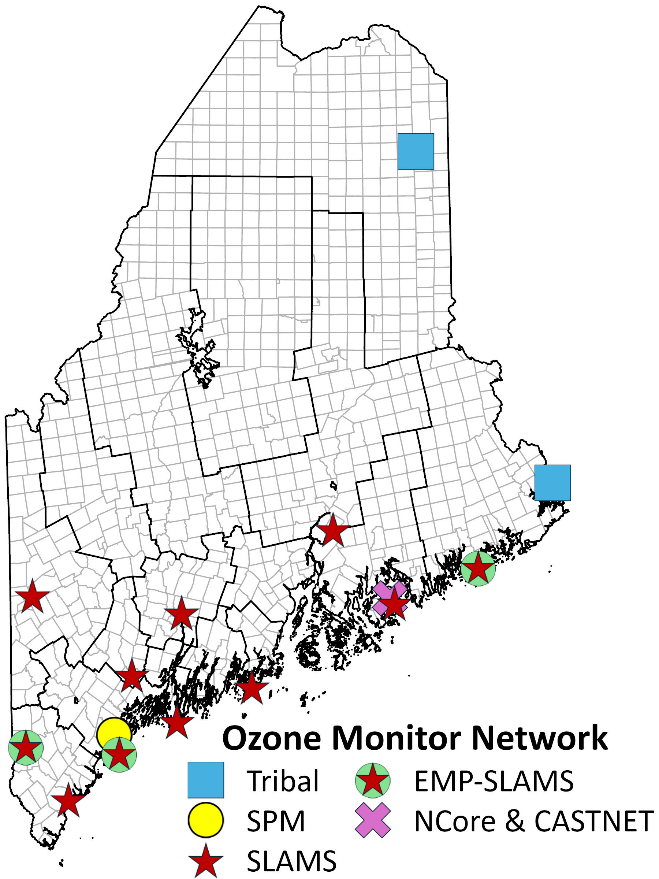 Ozone Monitor Network
Tribal
EMP-SLAMS
SPM
NCore & CASTNET
SLAMS